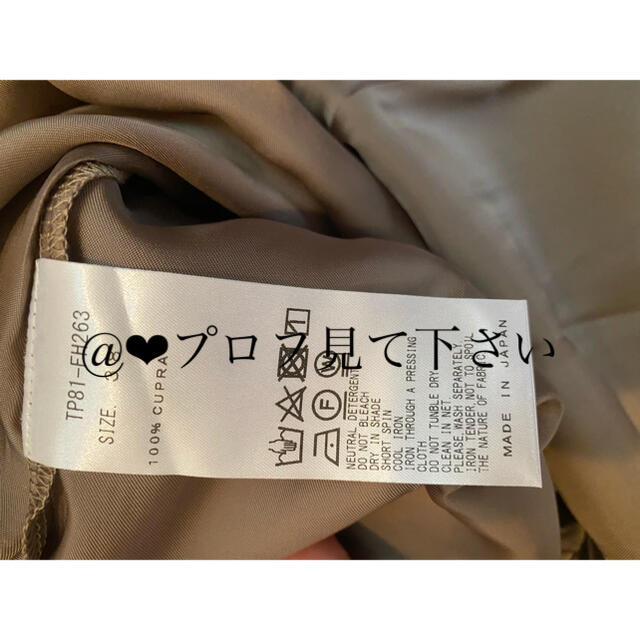 @❤プロフ見て下さい
TP81-FH263
SIZE.
100% CUPRA
NEUTRAL DETERGENT
DO NOT BLEACH
DRY IN SHADE
SHORT SPIN
COOL IRON
IRON THROUGH A PRESSING
CLOTH
DO NOT TUMBLE DRY
CLEAN IN NET
PLEASE WASH SEPARATELY.
IRON TENDER NOT TO SPOIL
THE NATURE OF FABRIC
MADE IN JAPAN